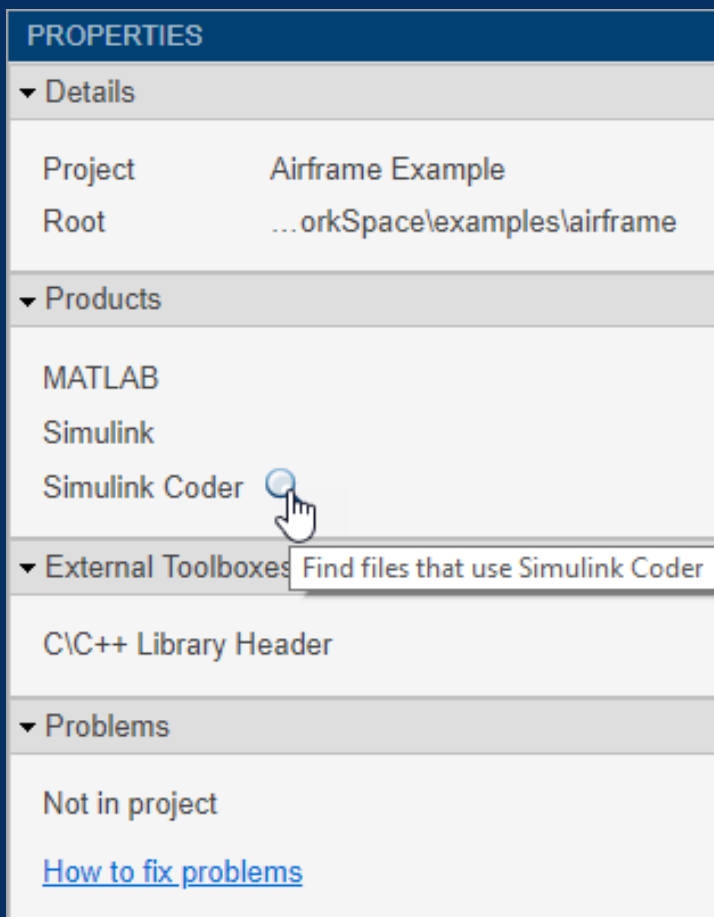 PROPERTIES
Details
Project Airframe Example
Root ...orkSpace\examples\airframe
Products
MATLAB
Simulink
Simulink Coder
External Toolboxes
Find files that use Simulink Coder
C\C++ Library Header
Problems
Not in project
How to fix problems